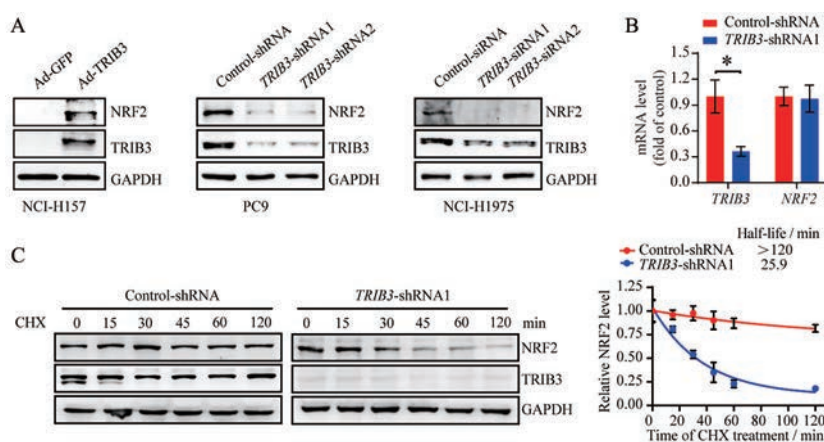 A
Ad-GFP
Ad-TRIB3
NRF2
TRIB3
GAPDH
NCI-H157
Control-shRNA
TRIB3-shRNA1
TRIB3-shRNA2
NRF2
TRIB3
GAPDH
PC9
Control-siRNA
TRIB3-siRNA1
TRIB3-siRNA2
NRF2
TRIB3
GAPDH
NCI-H1975
B
Control-shRNA
TRIB3-shRNA1
mRNA level
(fold of control)
1.5
1.2
0.9
0.6
0.3
0.0
*
TRIB3 NRF2
C
Control-shRNA TRIB3-shRNA1
CHX 0 15 30 45 60 120 0 15 30 45 60 120 min
NRF2
TRIB3
GAPDH
Half-life / min
Control-shRNA >120
TRIB3-shRNA1 25.9
Relative NRF2 level
1.25
1.00
0.75
0.50
0.25
0
0 20 40 60 80 100 120
Time of CHX treatment / min